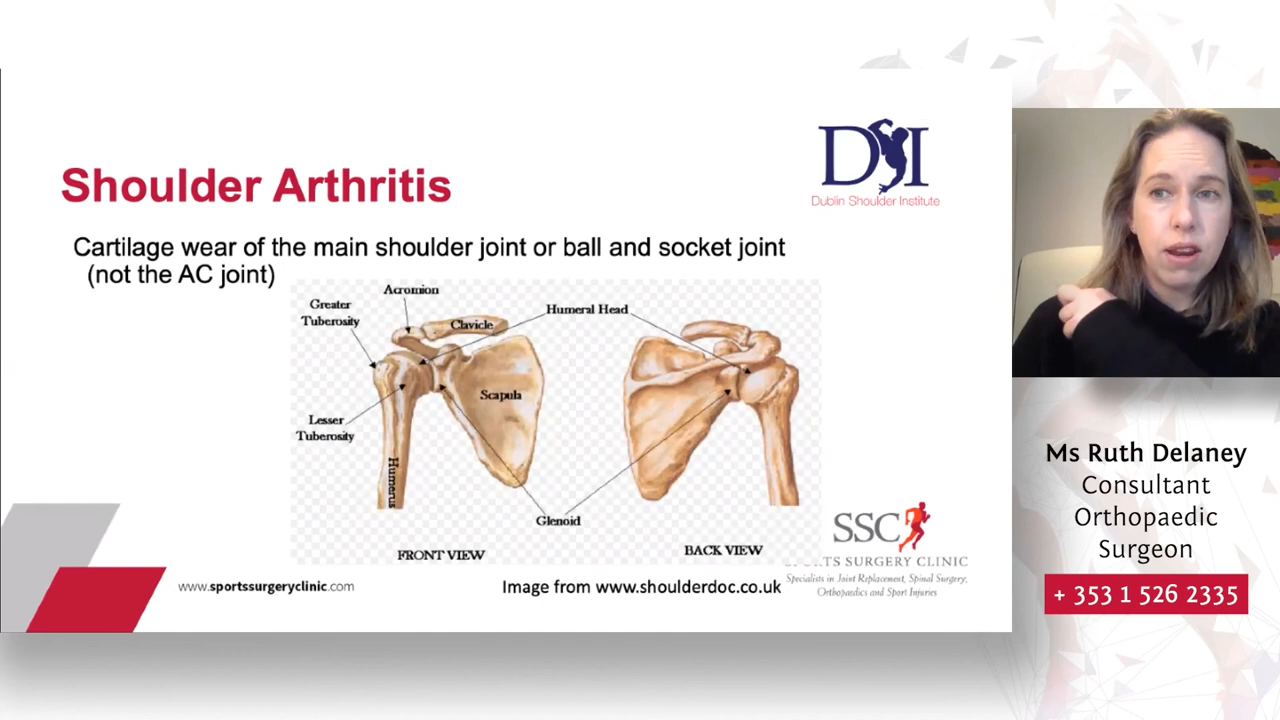 Shoulder Arthritis
DSI
Dublin Shoulder Institute
Cartilage wear of the main shoulder joint or ball and socket joint
(not the AC joint)
Acromion
Greater
Tuberosity
Clavicle
Humeral Head
Scapula
Lesser
Tuberosity
Humerus
Glenoid
FRONT VIEW
BACK VIEW
www.sportssurgeryclinic.com
Image from www.shoulderdoc.co.uk
SSC
SPORTS SURGERY CLINIC
Specialists in Joint Replacement, Spinal Surgery,
Orthopaedics and Sport Injuries
Ms Ruth Delaney
Consultant
Orthopaedic
Surgeon
+ 353 1 526 2335